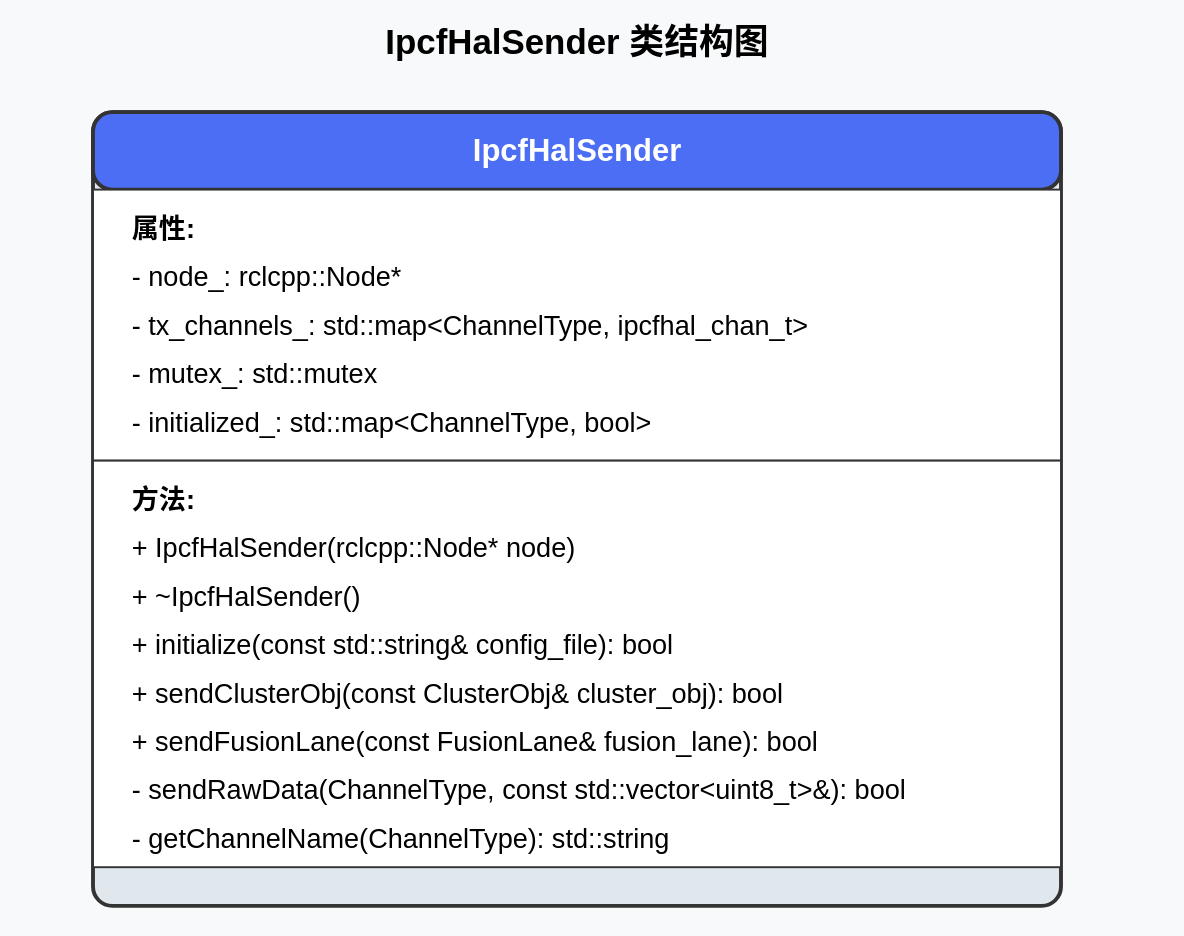 IpcfHalSender 类结构图
IpcfHalSender
属性:
- node_: rclcpp::Node*
- tx_channels_: std::map<ChannelType, ipcfhal_chan_t>
- mutex_: std::mutex
- initialized_: std::map<ChannelType, bool>
方法:
+ IpcfHalSender(rclcpp::Node* node)
+ ~IpcfHalSender()
+ initialize(const std::string& config_file): bool
+ sendClusterObj(const ClusterObj& cluster_obj): bool
+ sendFusionLane(const FusionLane& fusion_lane): bool
- sendRawData(ChannelType, const std::vector<uint8_t>&): bool
- getChannelName(ChannelType): std::string